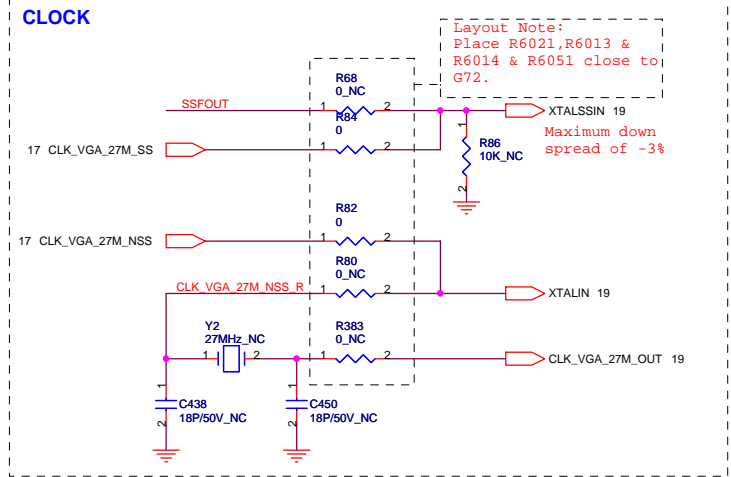 CLOCK
Layout Note:
Place R6021,R6013 &
R6014 & R6051 close to
G72.
R68
0_NC
SSFOUT
1
2
XTALSSIN 19
R84
0
Maximum down
spread of -3%
1
R86
10K_NC
2
17 CLK_VGA_27M_SS
1
2
R82
0
17 CLK_VGA_27M_NSS
1
2
R80
0_NC
CLK_VGA_27M_NSS_R
1
2
XTALIN 19
Y2
27MHz_NC
R383
0_NC
1
2
1
2
CLK_VGA_27M_OUT 19
1
C438
18P/50V_NC
2
1
C450
18P/50V_NC
2